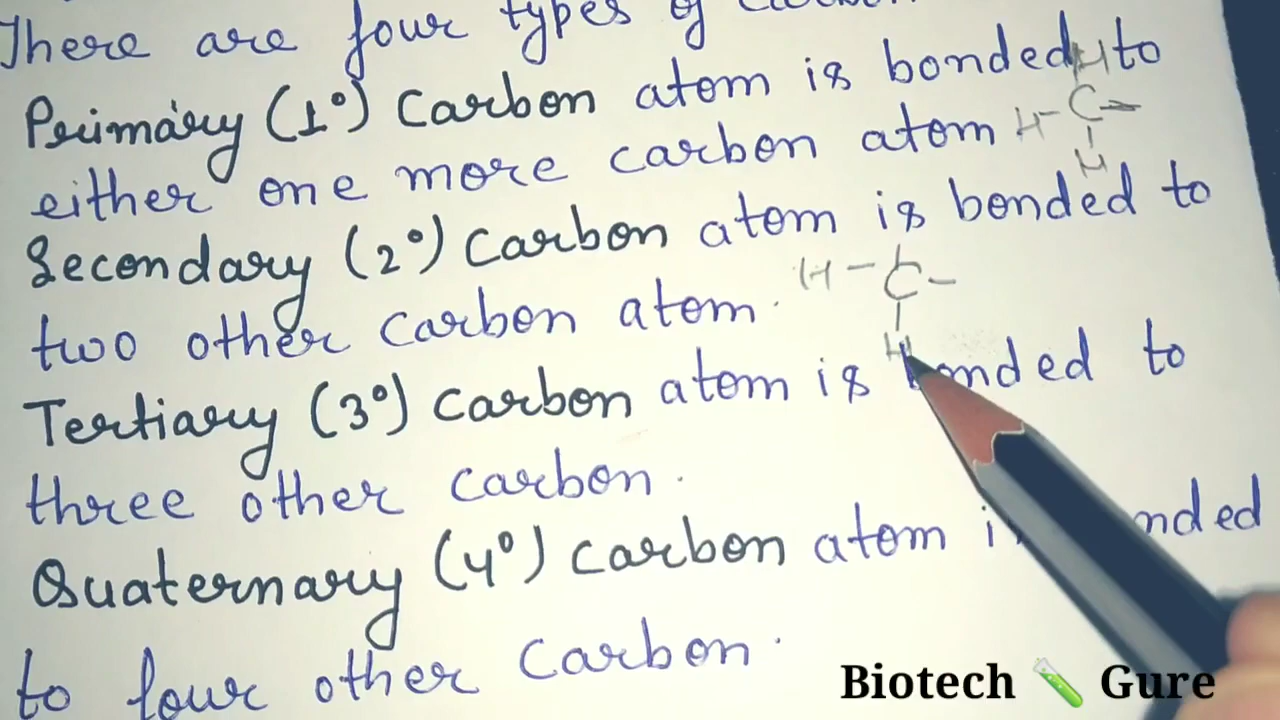 There are four types of carbon
Primary (1°) Carbon atom is bonded to
either one more carbon atom
H
H - C -
H
Secondary (2°) Carbon atom is bonded to
two other carbon atom.
H - C -
H
Tertiary (3°) Carbon atom is bonded to
three other carbon.
Quaternary (4°) Carbon atom
to four other carbon.
Biotech Gure